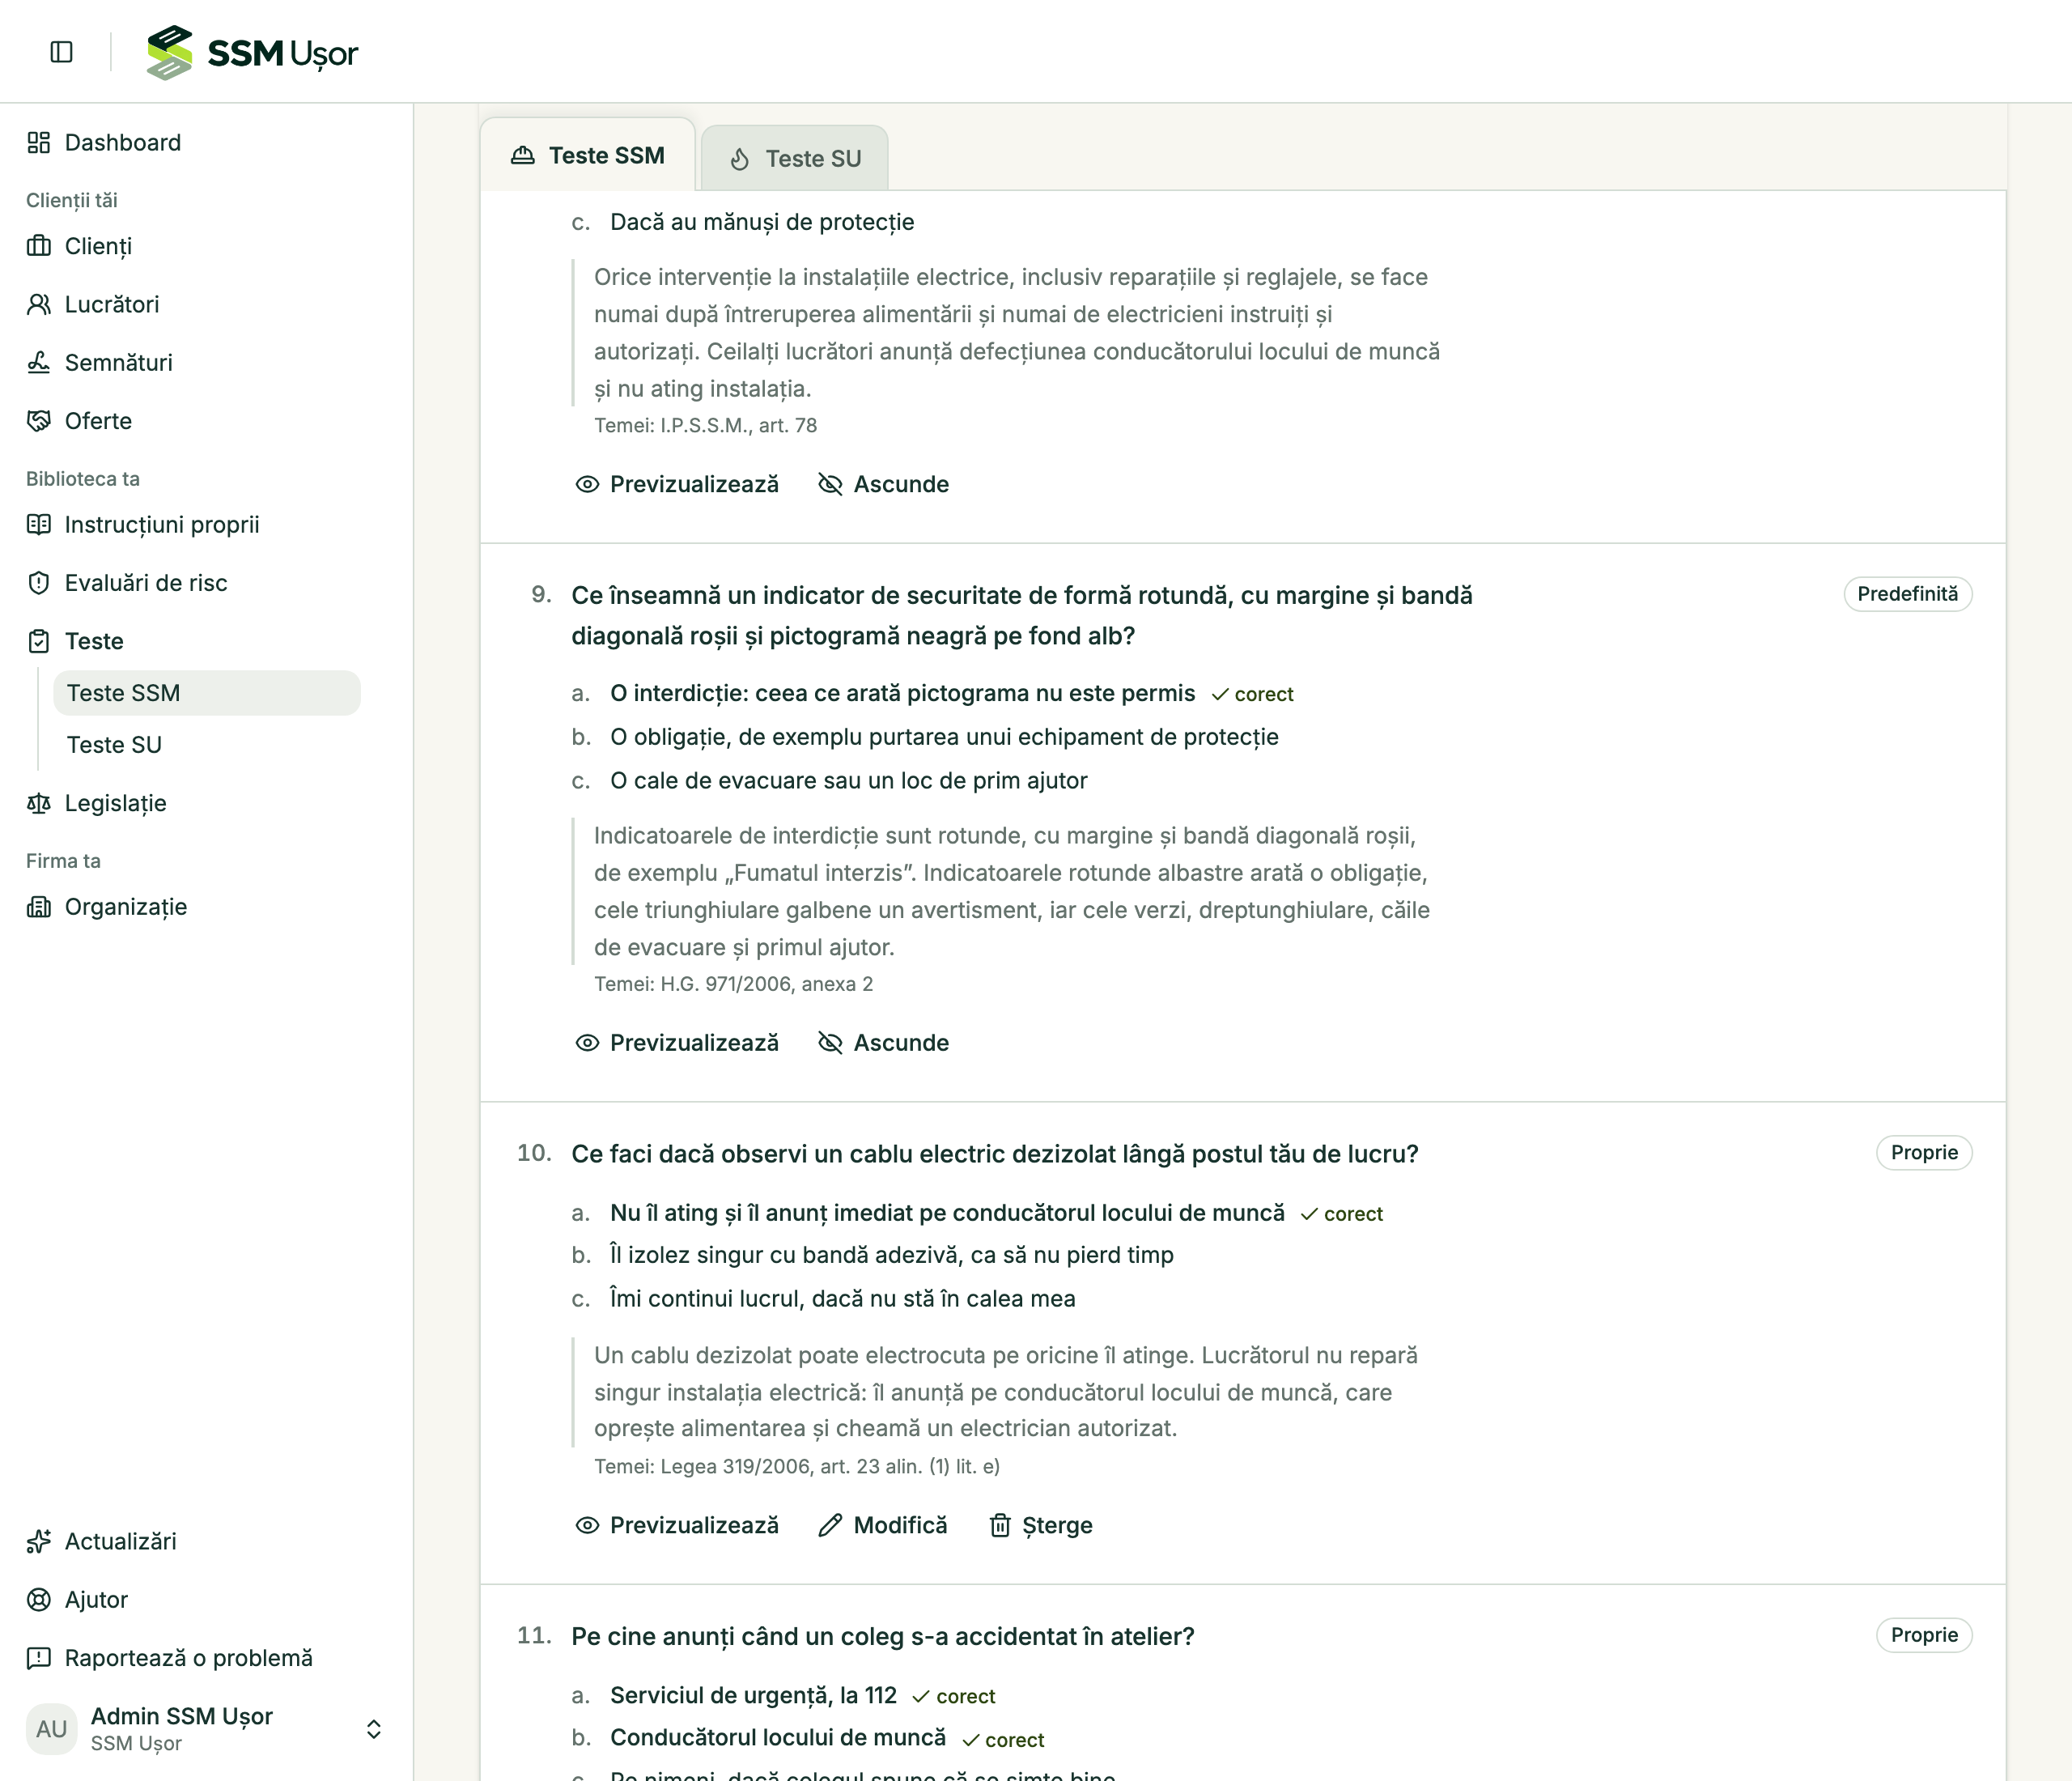 SSM Ușor
Dashboard
Clienții tăi
Clienți
Lucrători
Semnături
Oferte
Biblioteca ta
Instrucțiuni proprii
Evaluări de risc
Teste
Teste SSM
Teste SU
Legislație
Firma ta
Organizație
Actualizări
Ajutor
Raportează o problemă
AU
Admin SSM Ușor
SSM Ușor
Teste SSM
Teste SU
c. Dacă au mănuși de protecție
Orice intervenție la instalațiile electrice, inclusiv reparațiile și reglajele, se face
numai după întreruperea alimentării și numai de electricieni instruiți și
autorizați. Ceilalți lucrători anunță defecțiunea conducătorului locului de muncă
și nu ating instalația.
Temei: I.P.S.S.M., art. 78
Previzualizează Ascunde
9. Ce înseamnă un indicator de securitate de formă rotundă, cu margine și bandă
diagonală roșii și pictogramă neagră pe fond alb?
Predefinită
a. O interdicție: ceea ce arată pictograma nu este permis corect
b. O obligație, de exemplu purtarea unui echipament de protecție
c. O cale de evacuare sau un loc de prim ajutor
Indicatoarele de interdicție sunt rotunde, cu margine și bandă diagonală roșii,
de exemplu „Fumatul interzis”. Indicatoarele rotunde albastre arată o obligație,
cele triunghiulare galbene un avertisment, iar cele verzi, dreptunghiulare, căile
de evacuare și primul ajutor.
Temei: H.G. 971/2006, anexa 2
Previzualizează Ascunde
10. Ce faci dacă observi un cablu electric dezizolat lângă postul tău de lucru?
Proprie
a. Nu îl ating și îl anunț imediat pe conducătorul locului de muncă corect
b. Îl izolez singur cu bandă adezivă, ca să nu pierd timp
c. Îmi continui lucrul, dacă nu stă în calea mea
Un cablu dezizolat poate electrocuta pe oricine îl atinge. Lucrătorul nu repară
singur instalația electrică: îl anunță pe conducătorul locului de muncă, care
oprește alimentarea și cheamă un electrician autorizat.
Temei: Legea 319/2006, art. 23 alin. (1) lit. e)
Previzualizează Modifică Șterge
11. Pe cine anunți când un coleg s-a accidentat în atelier?
Proprie
a. Serviciul de urgență, la 112 corect
b. Conducătorul locului de muncă corect
c. Pe nimeni, dacă colegul spune că se simte bine